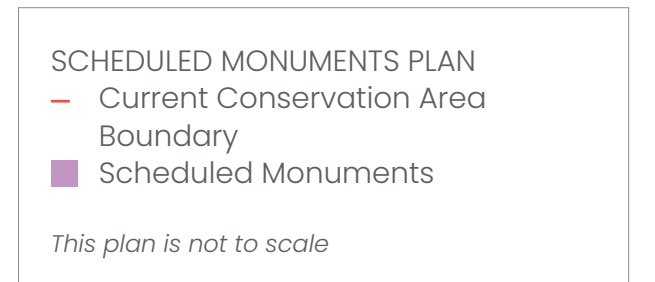 SCHEDULED MONUMENTS PLAN
Current Conservation Area
Boundary
Scheduled Monuments
This plan is not to scale